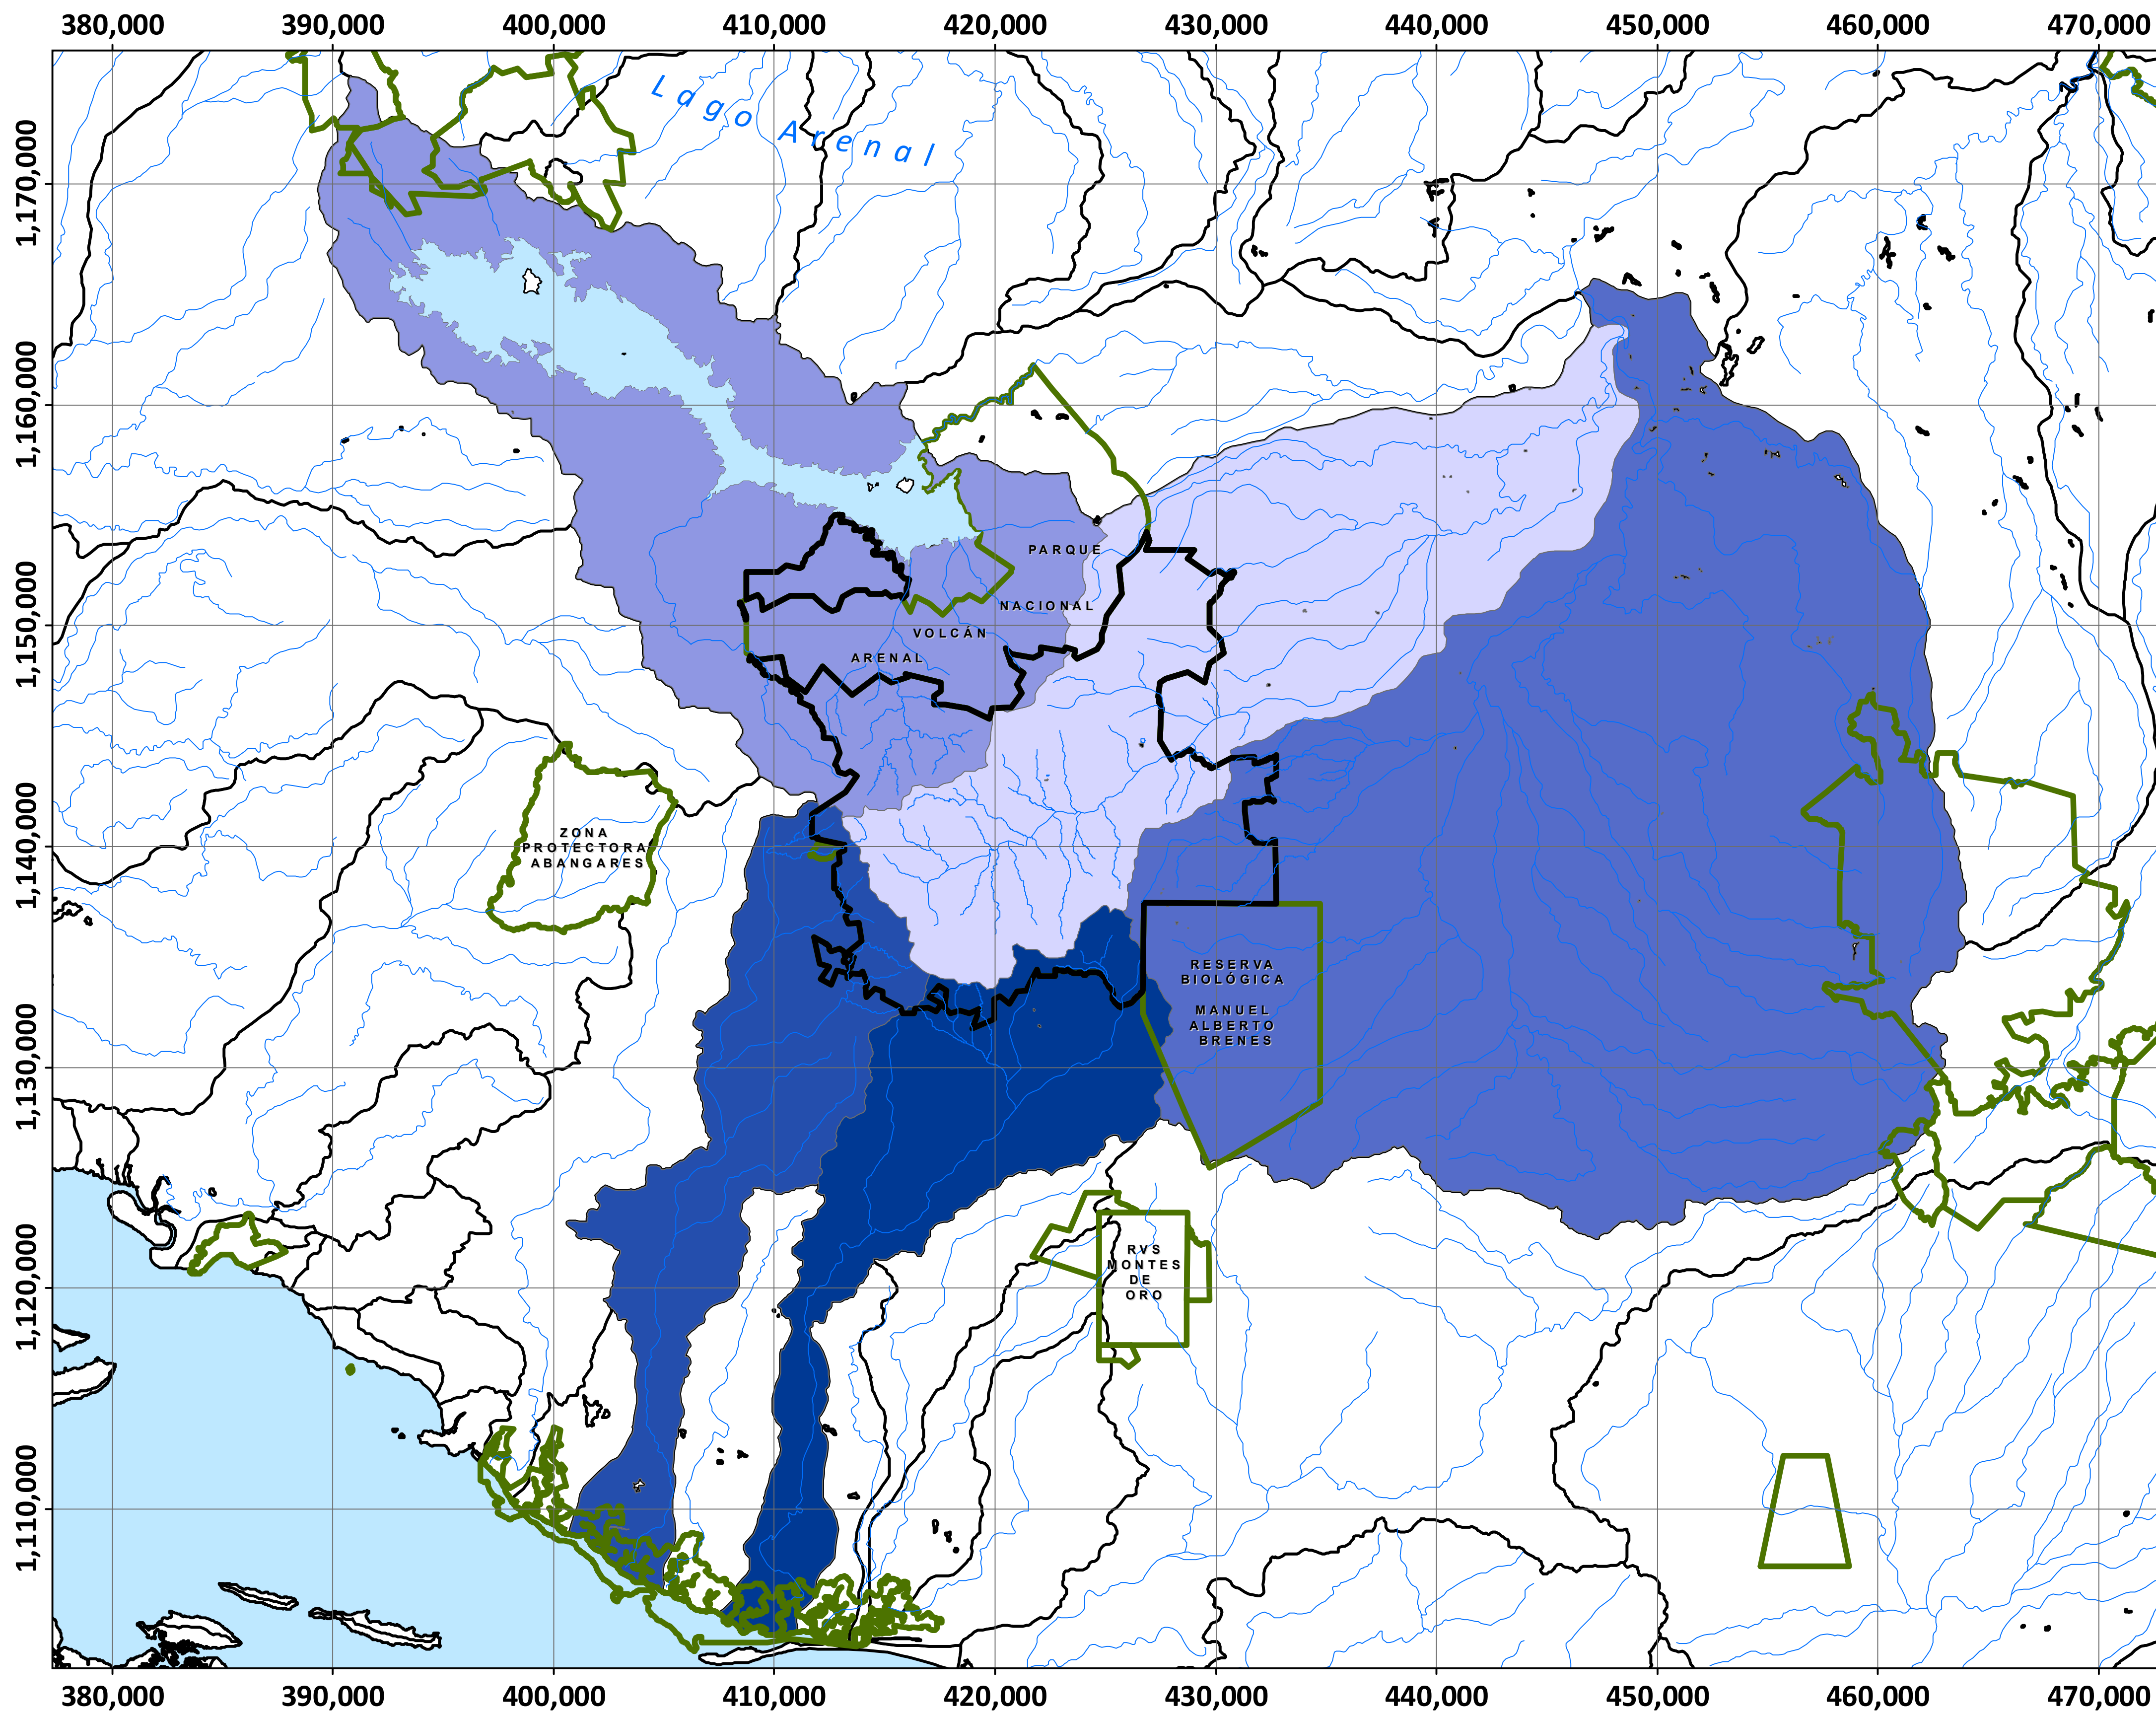 380,000 390,000 400,000 410,000 420,000 430,000 440,000 450,000 460,000 470,000
Lago Arenal
1,170,000
1,160,000
1,150,000
1,140,000
1,130,000
1,120,000
1,110,000
PARQUE
NACIONAL
VOLCÁN
ARENAL
ZONA
PROTECTORA
ABANGARES
RESERVA
BIOLÓGICA
MANUEL
ALBERTO
BRENES
RVS
MONTES
DE
ORO
380,000 390,000 400,000 410,000 420,000 430,000 440,000 450,000 460,000 470,000